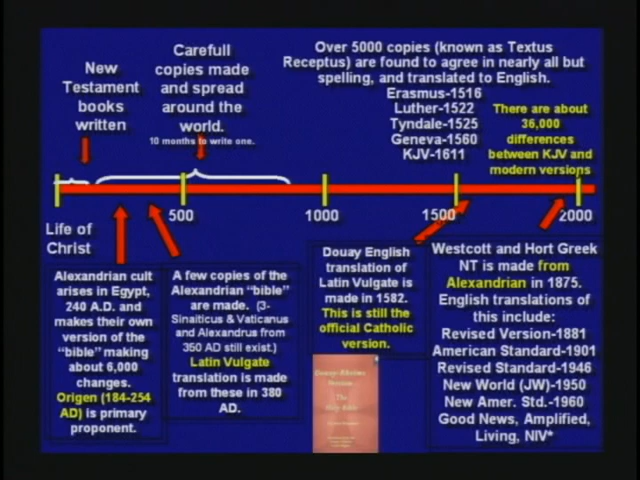 New
Testament
books
written
Carefull
copies made
and spread
around the
world.
10 months to write one.
Over 5000 copies (known as Textus
Receptus) are found to agree in nearly all but
spelling, and translated to English.
Erasmus-1516
Luther-1522
Tyndale-1525
Geneva-1560
KJV-1611
There are about
36,000
differences
between KJV and
modern versions
500
1000
1500
2000
Life of
Christ
Alexandrian cult
arises in Egypt,
240 A.D. and
makes their own
version of the
“bible” making
about 6,000
changes.
Origen (184-254
AD) is primary
proponent.
A few copies of the
Alexandrian “bible”
are made. (3-
Sinaiticus & Vaticanus
and Alexandrus from
350 AD still exist.)
Latin Vulgate
translation is made
from these in 380
AD.
Douay English
translation of
Latin Vulgate is
made in 1582.
This is still the
official Catholic
version.
Douay-Rheims
Version
The
Holy Bible
Westcott and Hort Greek
NT is made from
Alexandrian in 1875.
English translations of
this include:
Revised Version-1881
American Standard-1901
Revised Standard-1946
New World (JW)-1950
New Amer. Std.-1960
Good News, Amplified,
Living, NIV*